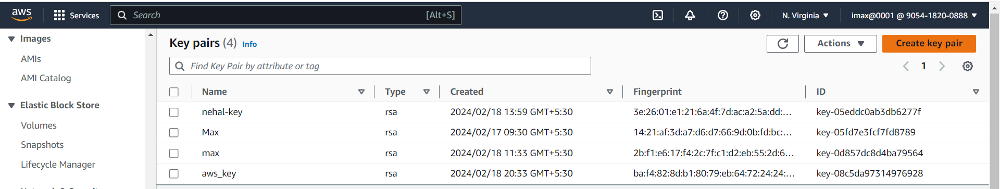 aws Services Search [Alt+S] N. Virginia imax@0001 @ 9054-1820-0888
Images
AMIs
AMI Catalog
Elastic Block Store
Volumes
Snapshots
Lifecycle Manager
Key pairs (4) Info Actions Create key pair
Find Key Pair by attribute or tag 1
Name Type Created Fingerprint ID
nehal-key rsa 2024/02/18 13:59 GMT+5:30 3e:26:01:e1:21:6a:4f:7d:ac:a2:5a:dd:... key-05eddc0ab3db6277f
Max rsa 2024/02/17 09:30 GMT+5:30 14:21:af:3d:a7:d6:d7:66:9d:0b:fd:bc:... key-05fd7e3fcf7fd8789
max rsa 2024/02/18 11:33 GMT+5:30 2b:f1:e6:17:f4:2c:7f:c1:d2:eb:55:2d:6... key-0d857dc8d4ba79564
aws_key rsa 2024/02/18 20:33 GMT+5:30 ba:f4:82:8d:b1:80:79:eb:64:72:24:24:... key-08c5da97314976928